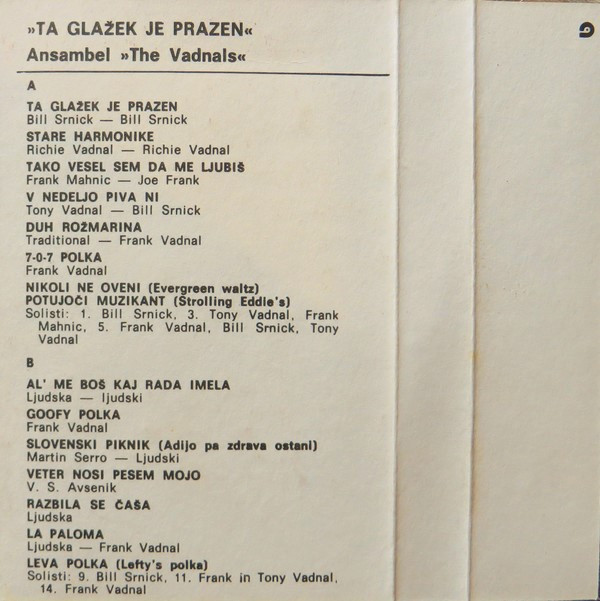 »TA GLAŽEK JE PRAZEN«
Ansambel »The Vadnals«
A
TA GLAŽEK JE PRAZEN
Bill Srnick — Bill Srnick
STARE HARMONIKE
Richie Vadnal — Richie Vadnal
TAKO VESEL SEM DA ME LJUBIŠ
Frank Mahnic — Joe Frank
V NEDELJO PIVA NI
Tony Vadnal — Bill Srnick
DUH ROŽMARINA
Traditional — Frank Vadnal
7-0-7 POLKA
Frank Vadnal
NIKOLI NE OVENI (Evergreen waltz)
POTUJOČI MUZIKANT (Strolling Eddie's)
Solisti: 1. Bill Srnick, 3. Tony Vadnal, Frank
Mahnic, 5. Frank Vadnal, Bill Srnick, Tony
Vadnal
B
AL' ME BOŠ KAJ RADA IMELA
Ljudska — ljudski
GOOFY POLKA
Frank Vadnal
SLOVENSKI PIKNIK (Adijo pa zdrava ostani)
Martin Serro — Ljudski
VETER NOSI PESEM MOJO
V. S. Avsenik
RAZBILA SE ČAŠA
Ljudska
LA PALOMA
Ljudska — Frank Vadnal
LEVA POLKA (Lefty's polka)
Solisti: 9. Bill Srnick, 11. Frank in Tony Vadnal,
14. Frank Vadnal